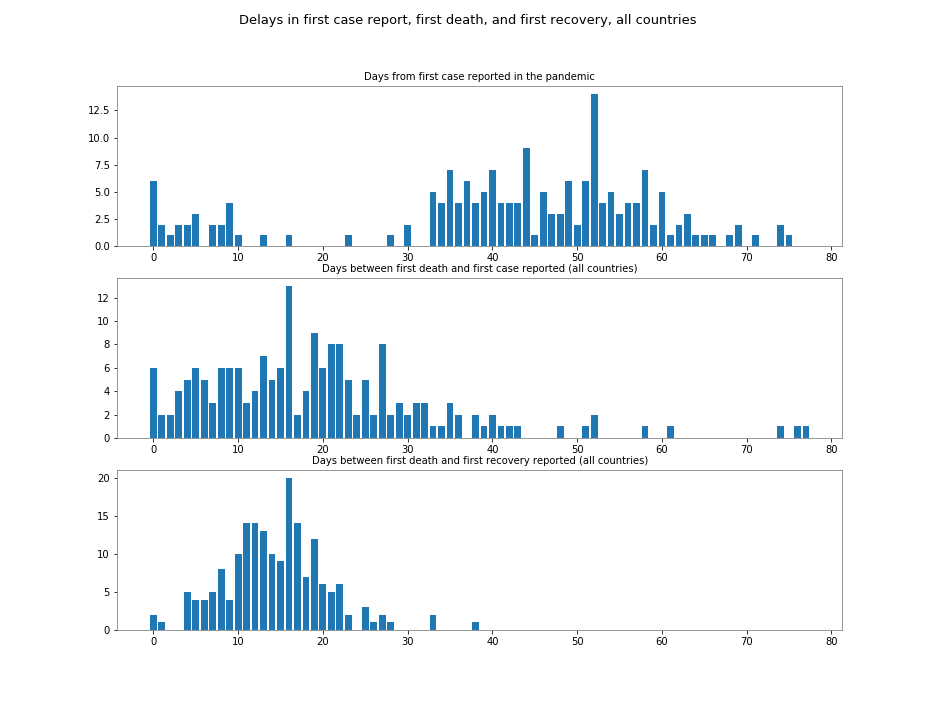 Delays in first case report, first death, and first recovery, all countries
Days from first case reported in the pandemic
12.5
10.0
7.5
5.0
2.5
0.0
0 10 20 30 40 50 60 70 80
Days between first death and first case reported (all countries)
12
10
8
6
4
2
0
0 10 20 30 40 50 60 70 80
Days between first death and first recovery reported (all countries)
20
15
10
5
0
0 10 20 30 40 50 60 70 80